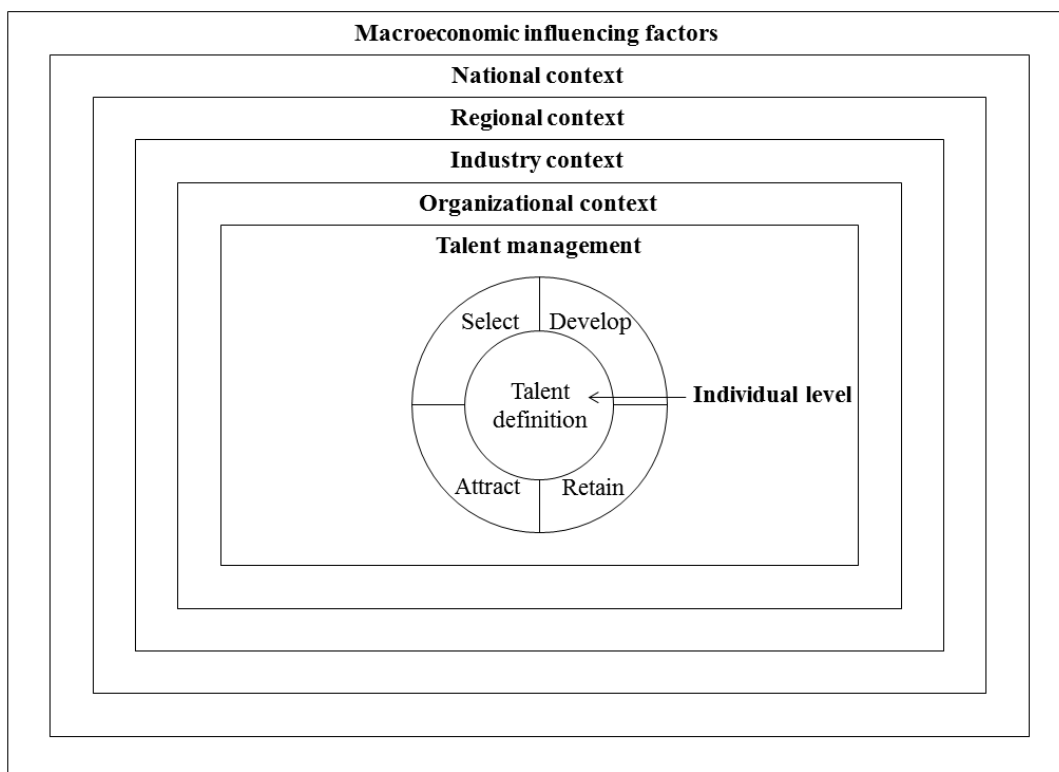 Macroeconomic influencing factors
National context
Regional context
Industry context
Organizational context
Talent management
Select
Develop
Talent
definition
Individual level
Attract
Retain